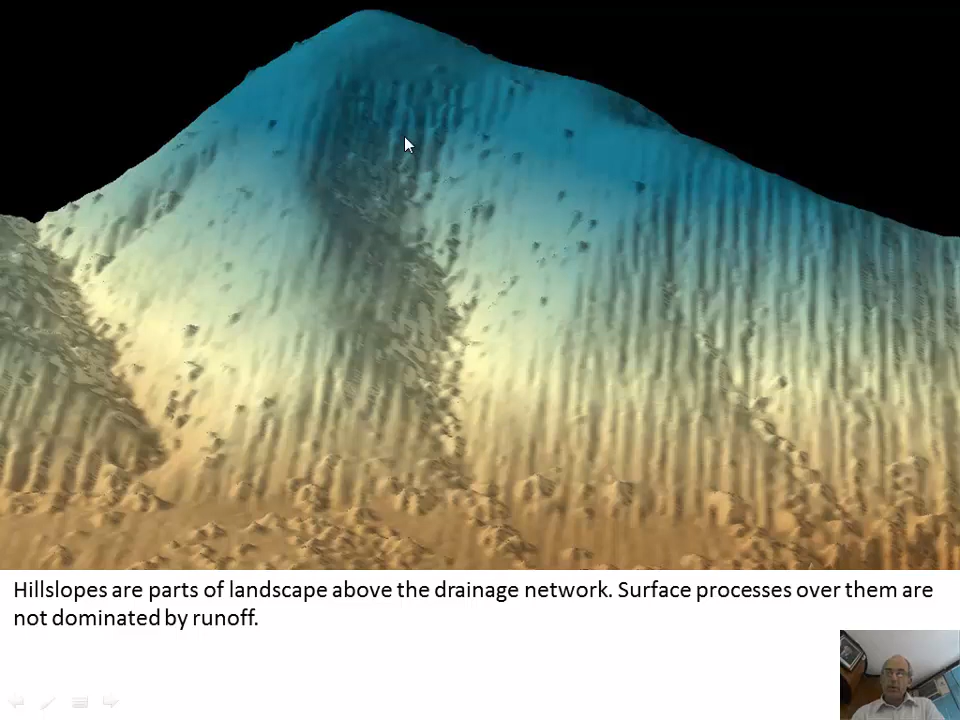 Hillslopes are parts of landscape above the drainage network. Surface processes over them are
not dominated by runoff.